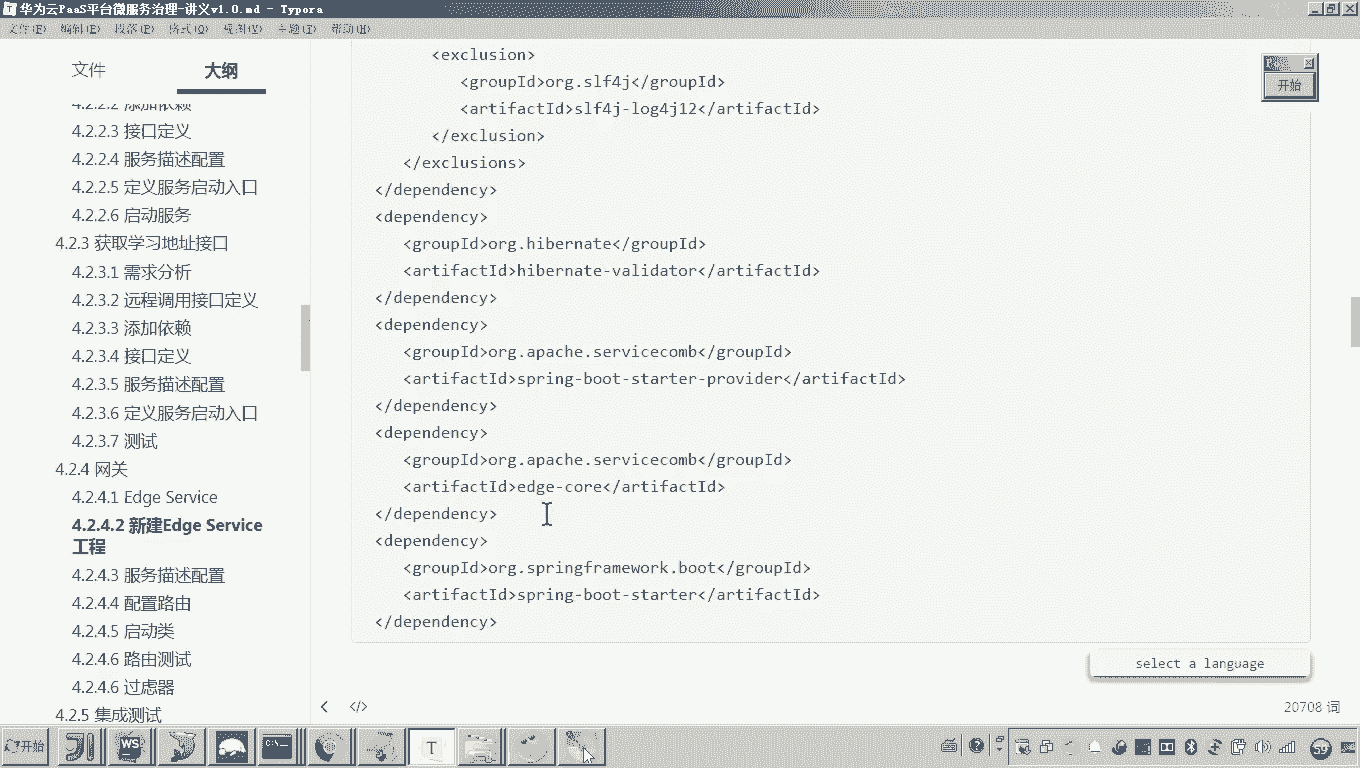 华为云PaaS平台微服务治理-讲义v1.0.md - Typora
文件(F) 编辑(E) 段落(P) 格式(O) 视图(V) 主题(T) 帮助(H)
文件
大纲
4.2.2.2 添加依赖
4.2.2.3 接口定义
4.2.2.4 服务描述配置
4.2.2.5 定义服务启动入口
4.2.2.6 启动服务
4.2.3 获取学习地址接口
4.2.3.1 需求分析
4.2.3.2 远程调用接口定义
4.2.3.3 添加依赖
4.2.3.4 接口定义
4.2.3.5 服务描述配置
4.2.3.6 定义服务启动入口
4.2.3.7 测试
4.2.4 网关
4.2.4.1 Edge Service
4.2.4.2 新建Edge Service
工程
4.2.4.3 服务描述配置
4.2.4.4 配置路由
4.2.4.5 启动类
4.2.4.6 路由测试
4.2.4.6 过虑器
4.2.5 集成测试
<exclusion>
<groupId>org.slf4j</groupId>
<artifactId>slf4j-log4j12</artifactId>
</exclusion>
</exclusions>
</dependency>
<dependency>
<groupId>org.hibernate</groupId>
<artifactId>hibernate-validator</artifactId>
</dependency>
<dependency>
<groupId>org.apache.servicecomb</groupId>
<artifactId>spring-boot-starter-provider</artifactId>
</dependency>
<dependency>
<groupId>org.apache.servicecomb</groupId>
<artifactId>edge-core</artifactId>
</dependency>
<dependency>
<groupId>org.springframework.boot</groupId>
<artifactId>spring-boot-starter</artifactId>
</dependency>
开始
select a language
</>
20708 词
开始
WS
C:\
T
59